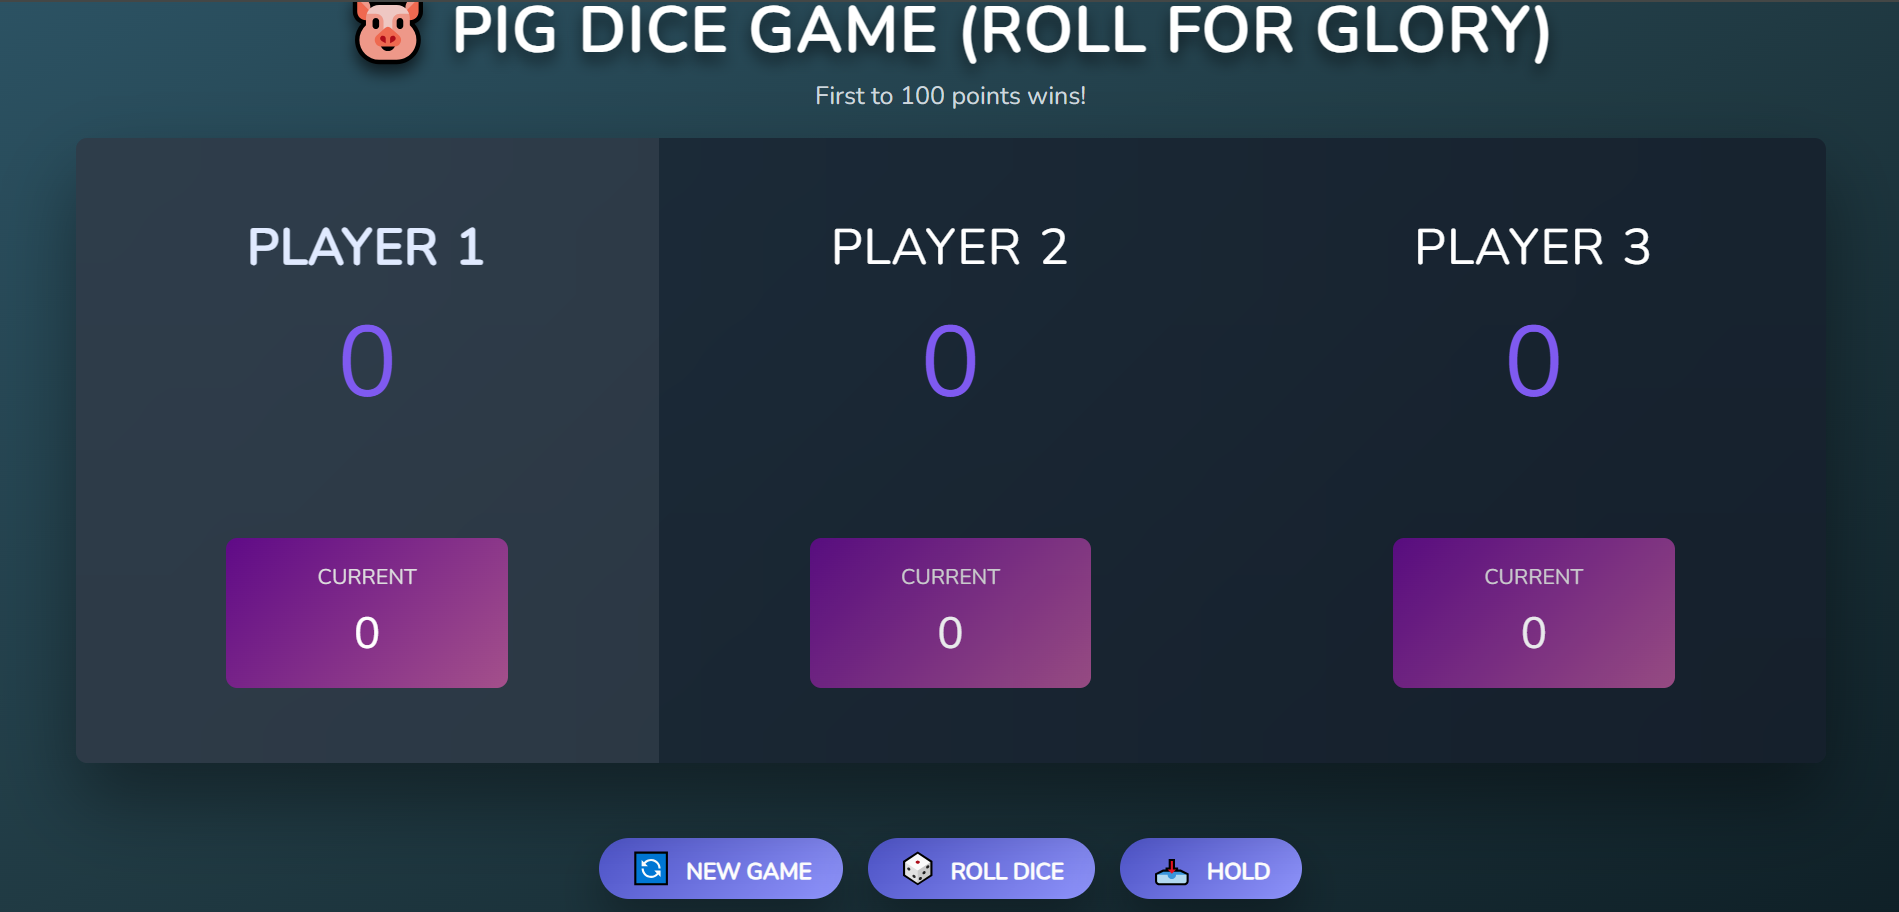 PIG DICE GAME (ROLL FOR GLORY)
First to 100 points wins!
PLAYER 1
0
CURRENT
0
PLAYER 2
0
CURRENT
0
PLAYER 3
0
CURRENT
0
NEW GAME
ROLL DICE
HOLD